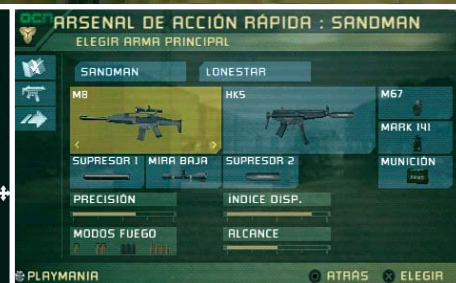 OCN
ARSENAL DE ACCIÓN RÁPIDA : SANDMAN
ELEGIR ARMA PRINCIPAL
SANDMAN LONESTAR
M8 HK5 M67
MARK 141
SUPRESOR 1 MIRA BAJA SUPRESOR 2 MUNICIÓN
PRECISIÓN ÍNDICE DISP.
MODOS FUEGO ALCANCE
PLAYMANIA ATRÁS ELEGIR